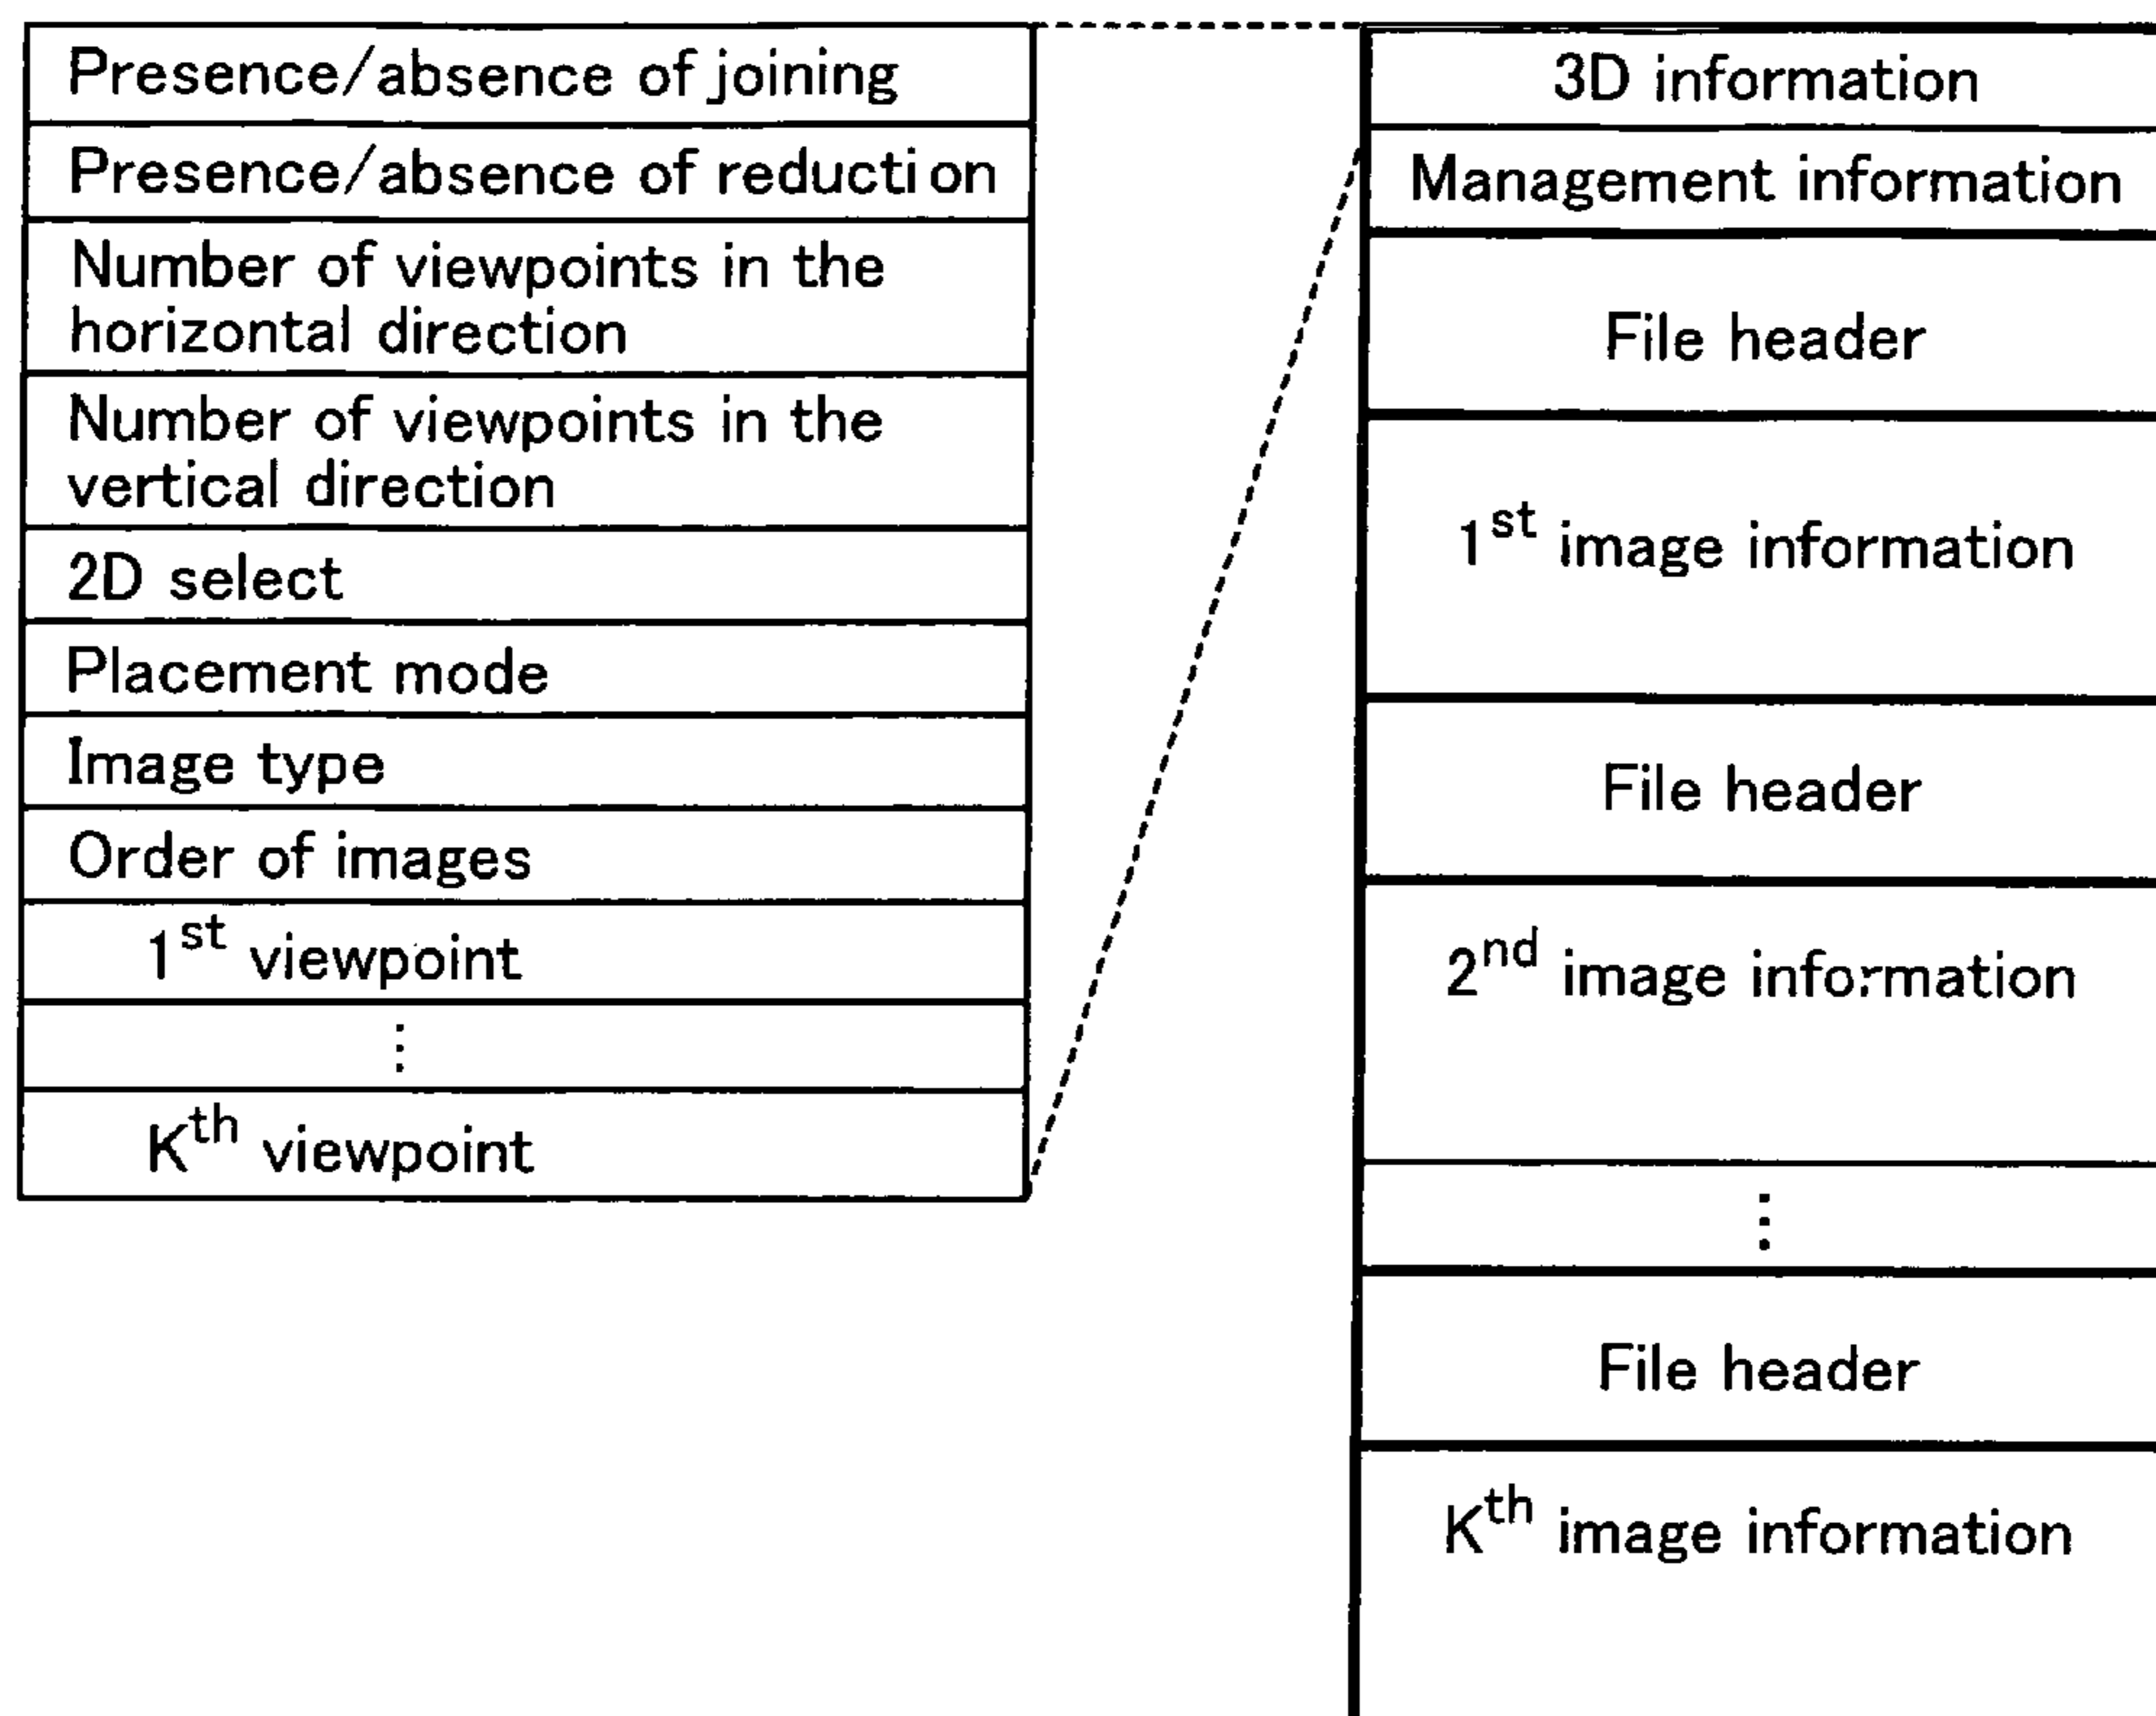 Presence/absence of joining
Presence/absence of reduction
Number of viewpoints in the
horizontal direction
Number of viewpoints in the
vertical direction
2D select
Placement mode
Image type
Order of images
1st viewpoint
⋮
Kth viewpoint
3D information
Management information
File header
1st image information
File header
2nd image information
⋮
File header
Kth image information